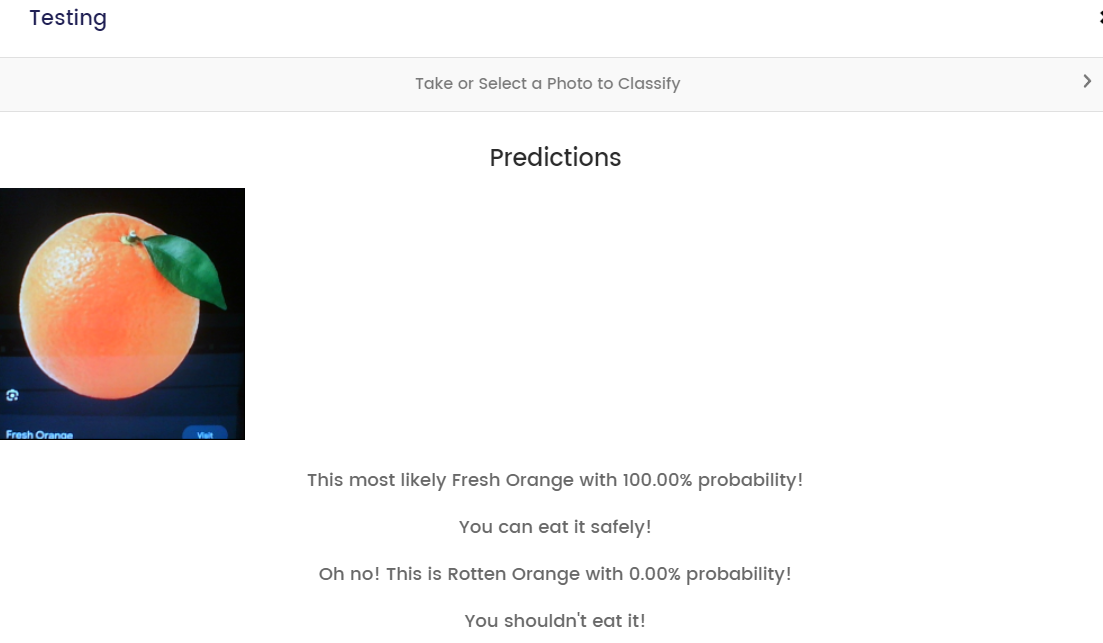 Testing
Take or Select a Photo to Classify
Predictions
Fresh Orange
Visit
This most likely Fresh Orange with 100.00% probability!
You can eat it safely!
Oh no! This is Rotten Orange with 0.00% probability!
You shouldn't eat it!